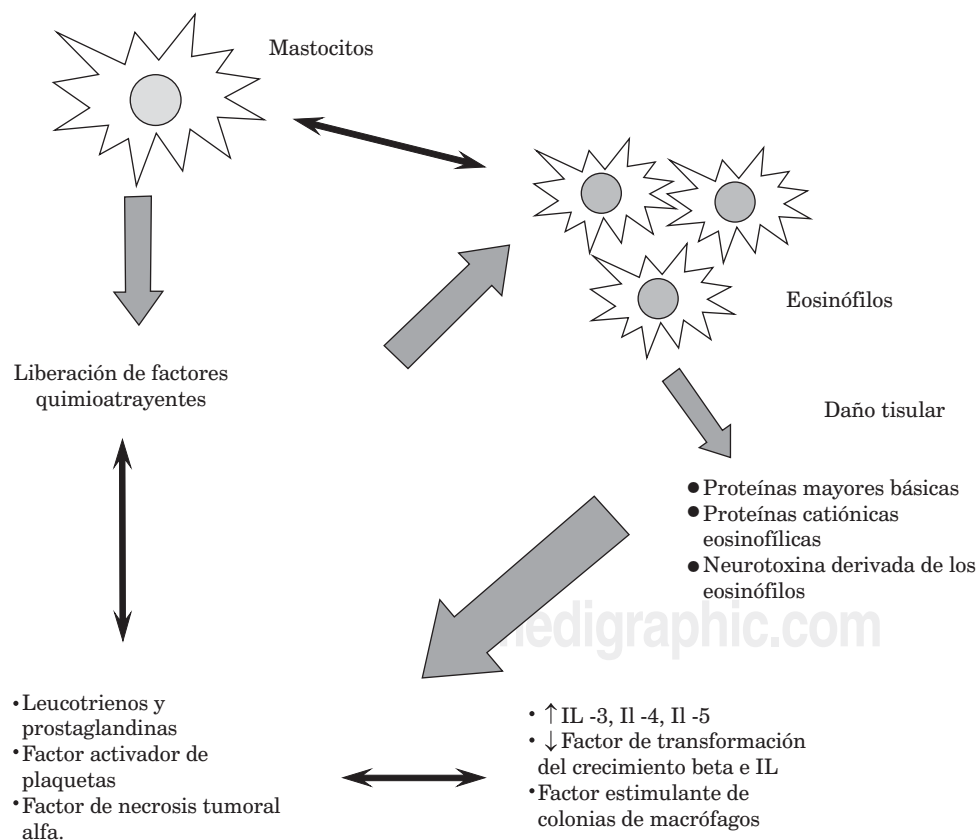 Mastocitos
Eosinófilos
Liberación de factores
quimioatrayentes
Daño tisular
● Proteínas mayores básicas
● Proteínas catiónicas
eosinofílicas
● Neurotoxina derivada de los
eosinófilos
medigraphic.com
• Leucotrienos y
prostaglandinas
• Factor activador de
plaquetas
• Factor de necrosis tumoral
alfa.
• ↑ IL -3, Il -4, Il -5
• ↓ Factor de transformación
del crecimiento beta e IL
• Factor estimulante de
colonias de macrófagos